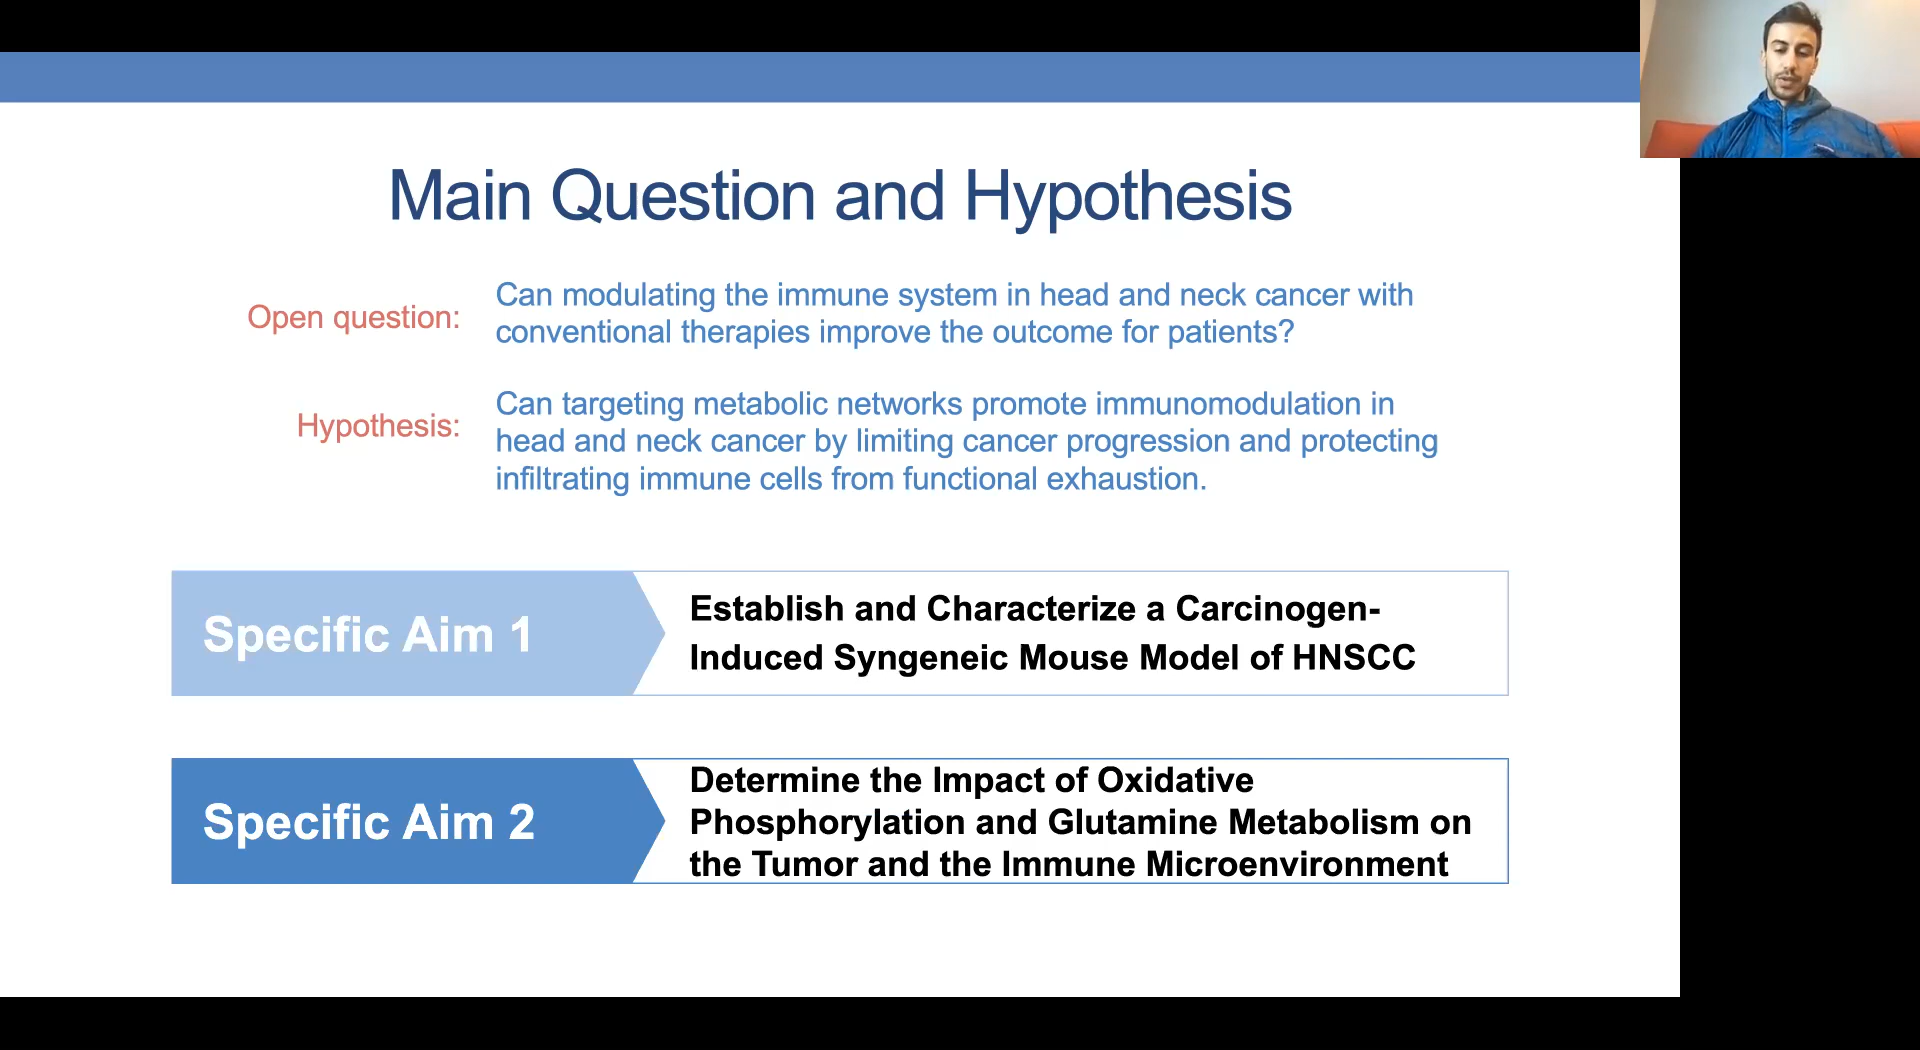 Main Question and Hypothesis
Open question:
Can modulating the immune system in head and neck cancer with
conventional therapies improve the outcome for patients?
Hypothesis:
Can targeting metabolic networks promote immunomodulation in
head and neck cancer by limiting cancer progression and protecting
infiltrating immune cells from functional exhaustion.
Specific Aim 1
Establish and Characterize a Carcinogen-
Induced Syngeneic Mouse Model of HNSCC
Specific Aim 2
Determine the Impact of Oxidative
Phosphorylation and Glutamine Metabolism on
the Tumor and the Immune Microenvironment